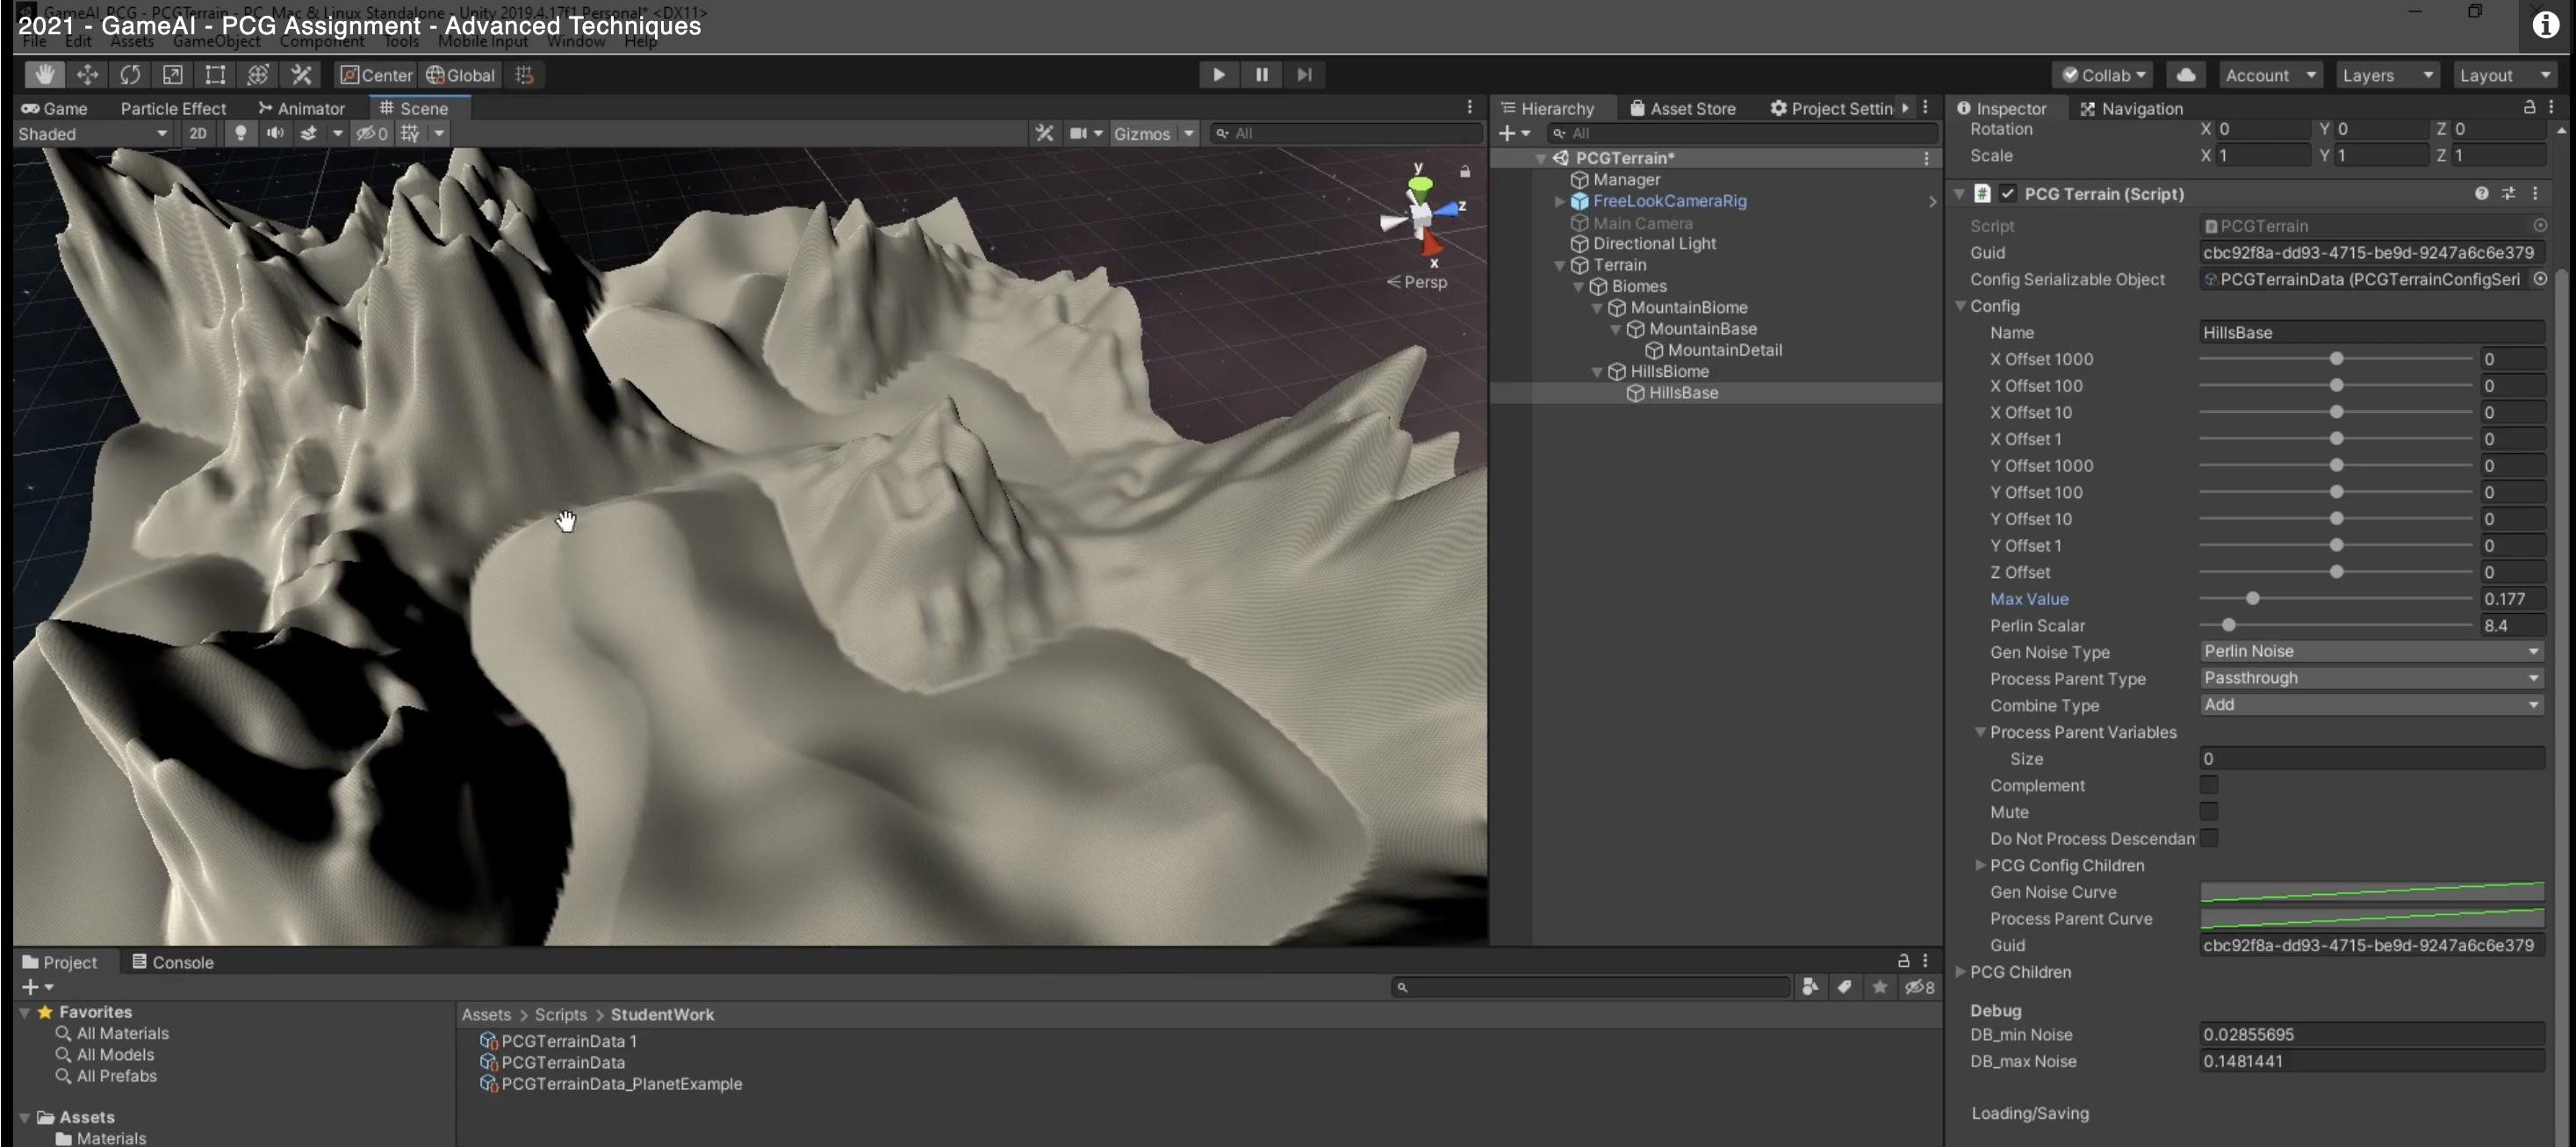 GameAI_PCG - PCGTerrain - PC, Mac & Linux Standalone - Unity 2019.4.17f1 Personal* <DX11>
2021 - GameAI - PCG Assignment - Advanced Techniques
File Edit Assets GameObject Component Tools Mobile Input Window Help
Center Global Collab Account Layers Layout
Game Particle Effect Animator Scene
Shaded 2D 0 Gizmos All
y
z
x
Persp
Hierarchy Asset Store Project Settin
All
PCGTerrain*
Manager
FreeLookCameraRig
Main Camera
Directional Light
Terrain
Biomes
MountainBiome
MountainBase
MountainDetail
HillsBiome
HillsBase
Inspector Navigation
Rotation X 0 Y 0 Z 0
Scale X 1 Y 1 Z 1
# PCG Terrain (Script)
Script PCGTerrain
Guid cbc92f8a-dd93-4715-be9d-9247a6c6e379
Config Serializable Object PCGTerrainData (PCGTerrainConfigSeri
Config
Name HillsBase
X Offset 1000 0
X Offset 100 0
X Offset 10 0
X Offset 1 0
Y Offset 1000 0
Y Offset 100 0
Y Offset 10 0
Y Offset 1 0
Z Offset 0
Max Value 0.177
Perlin Scalar 8.4
Gen Noise Type Perlin Noise
Process Parent Type Passthrough
Combine Type Add
Process Parent Variables
Size 0
Complement
Mute
Do Not Process Descendan
PCG Config Children
Gen Noise Curve
Process Parent Curve
Guid cbc92f8a-dd93-4715-be9d-9247a6c6e379
PCG Children
Debug
DB_min Noise 0.02855695
DB_max Noise 0.1481441
Loading/Saving
Project Console
8
Favorites
All Materials
All Models
All Prefabs
Assets
Materials
Assets > Scripts > StudentWork
PCGTerrainData 1
PCGTerrainData
PCGTerrainData_PlanetExample